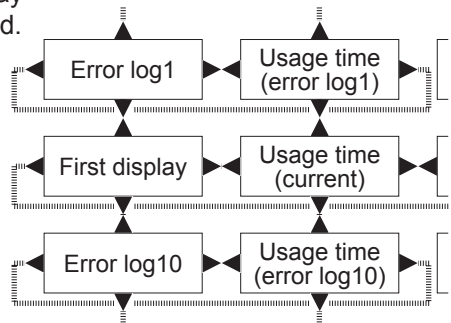 d.
Error log1
Usage time
(error log1)
First display
Usage time
(current)
Error log10
Usage time
(error log10)